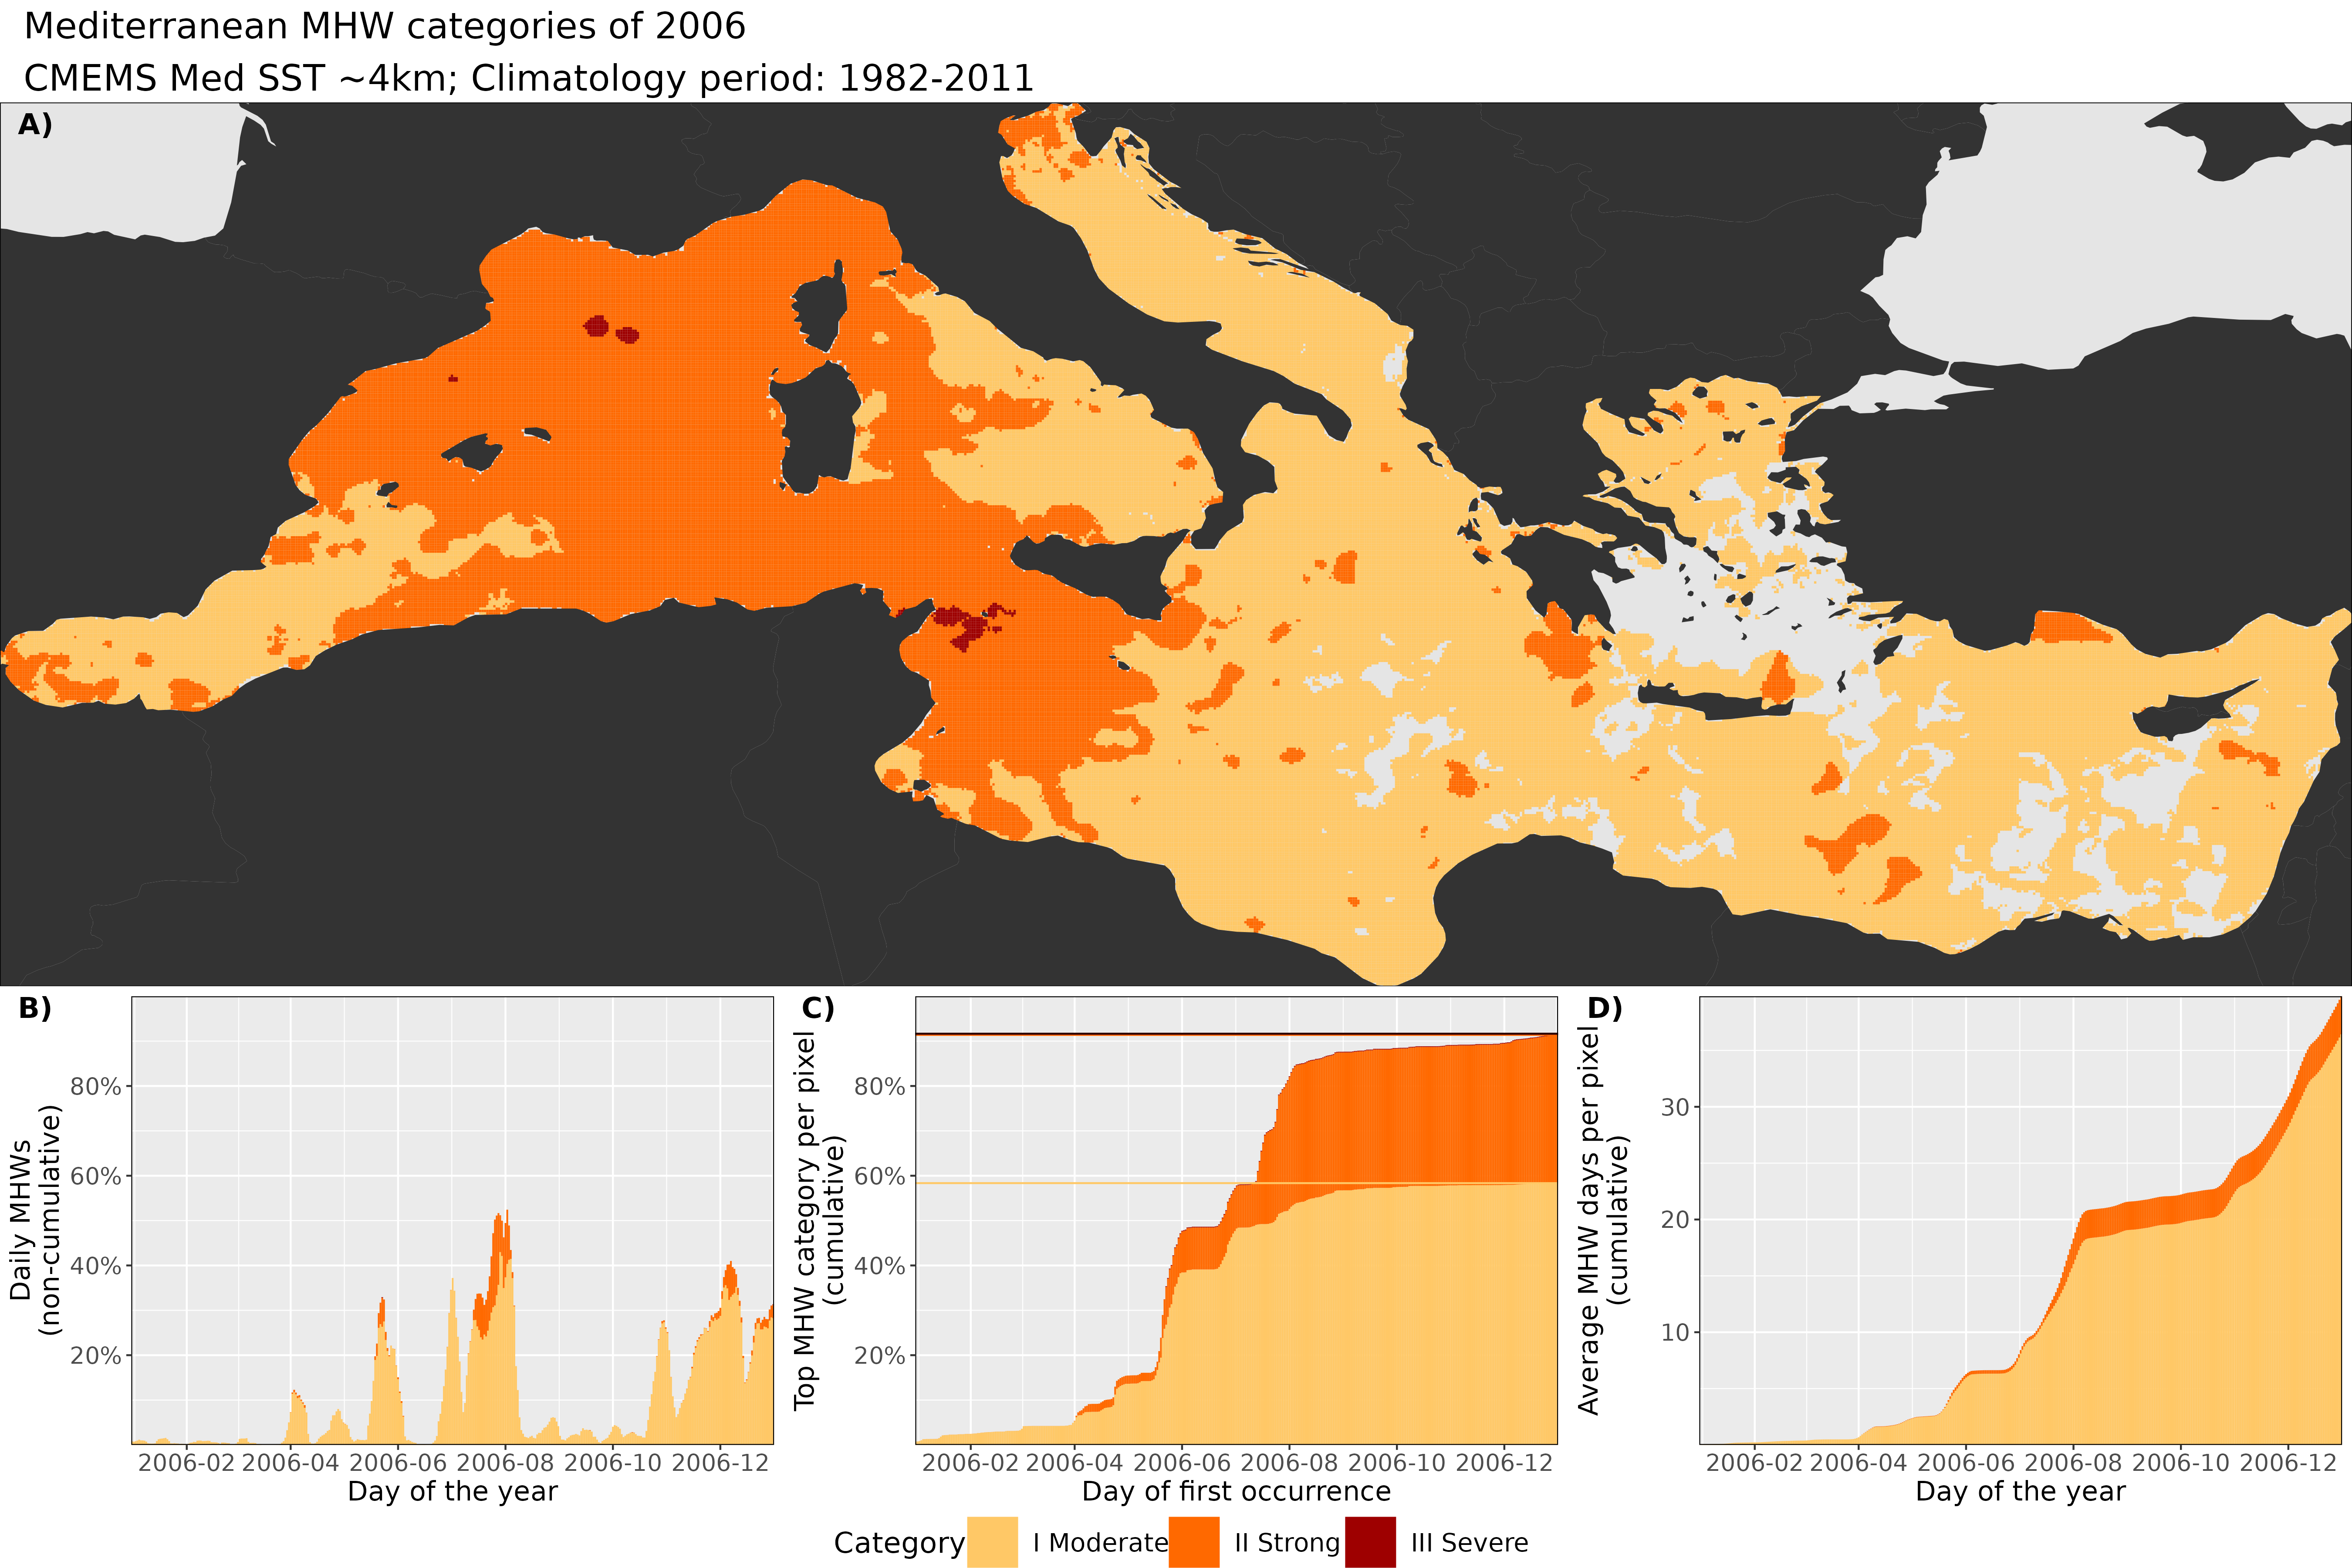 Mediterranean MHW categories of 2006
CMEMS Med SST ~4km; Climatology period: 1982-2011
A)
B)
Daily MHWs
(non-cumulative)
80%
60%
40%
20%
2006-02 2006-04 2006-06 2006-08 2006-10 2006-12
Day of the year
C)
Top MHW category per pixel
(cumulative)
80%
60%
40%
20%
2006-02 2006-04 2006-06 2006-08 2006-10 2006-12
Day of first occurrence
D)
Average MHW days per pixel
(cumulative)
30
20
10
2006-02 2006-04 2006-06 2006-08 2006-10 2006-12
Day of the year
Category I Moderate II Strong III Severe